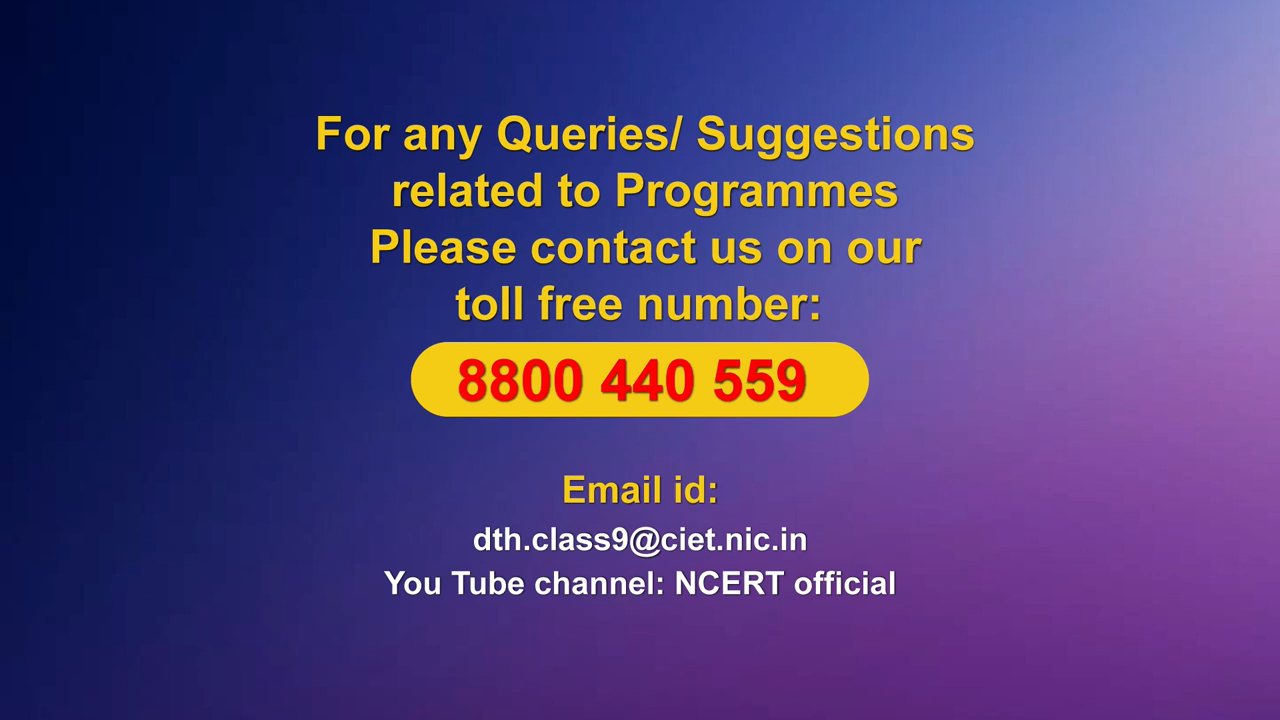 For any Queries/ Suggestions
related to Programmes
Please contact us on our
toll free number:
8800 440 559
Email id:
dth.class9@ciet.nic.in
You Tube channel: NCERT official